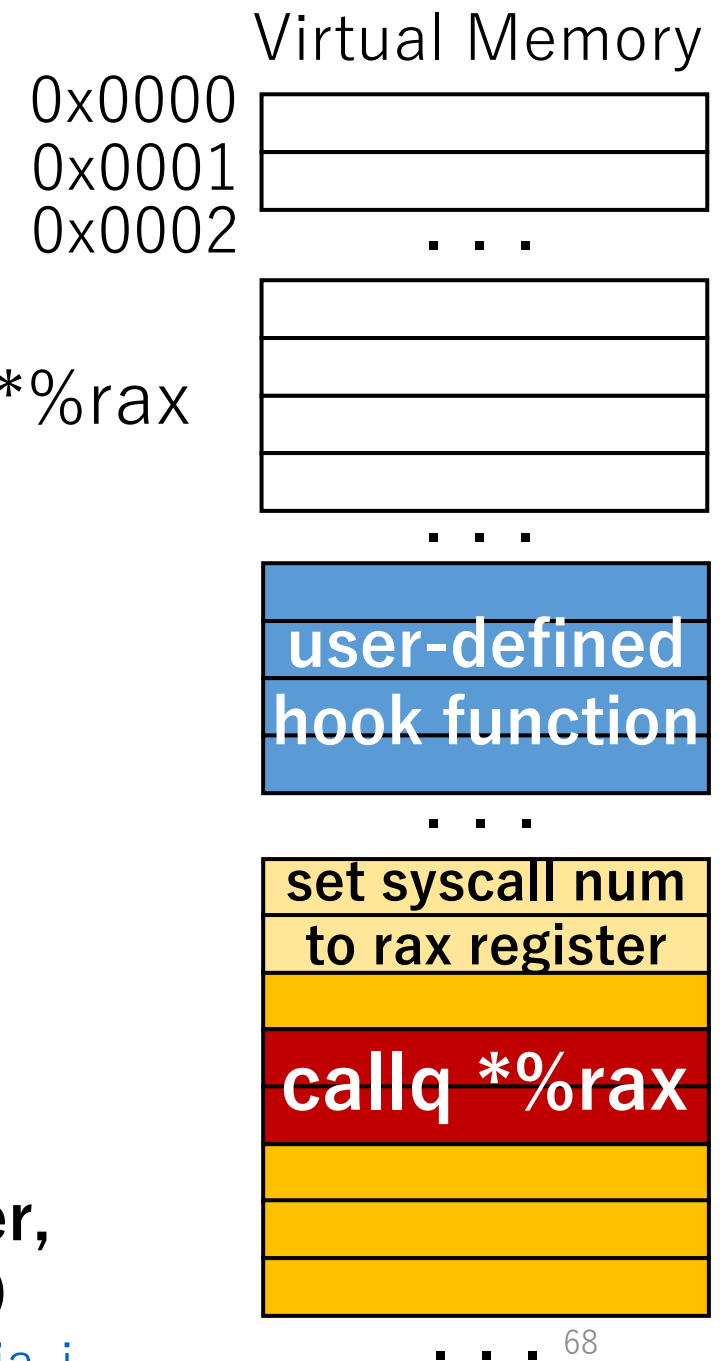 Virtual Memory
0x0000
0x0001
0x0002
. . .
*%rax
. . .
user-defined
hook function
. . .
set syscall num
to rax register
callq *%rax
er,
)
ia-i
. . .
68